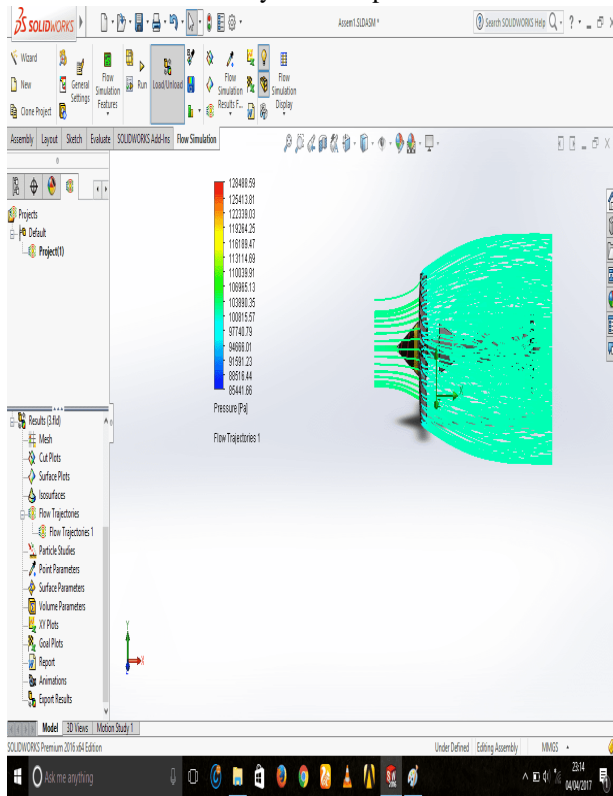 SOLIDWORKS
Assem1.SLDASM *
Search SOLIDWORKS Help
Wizard
New
Clone Project
General Settings
Flow Simulation Features
Run
Load/Unload
Flow Simulation Results F...
Flow Simulation Display
Assembly Layout Sketch Evaluate SOLIDWORKS Add-Ins Flow Simulation
Projects
Default
Project(1)
128488.59
125413.81
122339.03
119264.25
116189.47
113114.69
110039.91
106965.13
103890.35
100815.57
97740.79
94666.01
91591.23
88516.44
85441.66
Pressure [Pa]
Flow Trajectories 1
Results (3.fld)
Mesh
Cut Plots
Surface Plots
Isosurfaces
Flow Trajectories
Flow Trajectories 1
Particle Studies
Point Parameters
Surface Parameters
Volume Parameters
XY Plots
Goal Plots
Report
Animations
Export Results
Y
X
Model 3D Views Motion Study 1
SOLIDWORKS Premium 2016 x64 Edition
Under Defined Editing Assembly MMGS
Ask me anything
23:14
04/04/2017